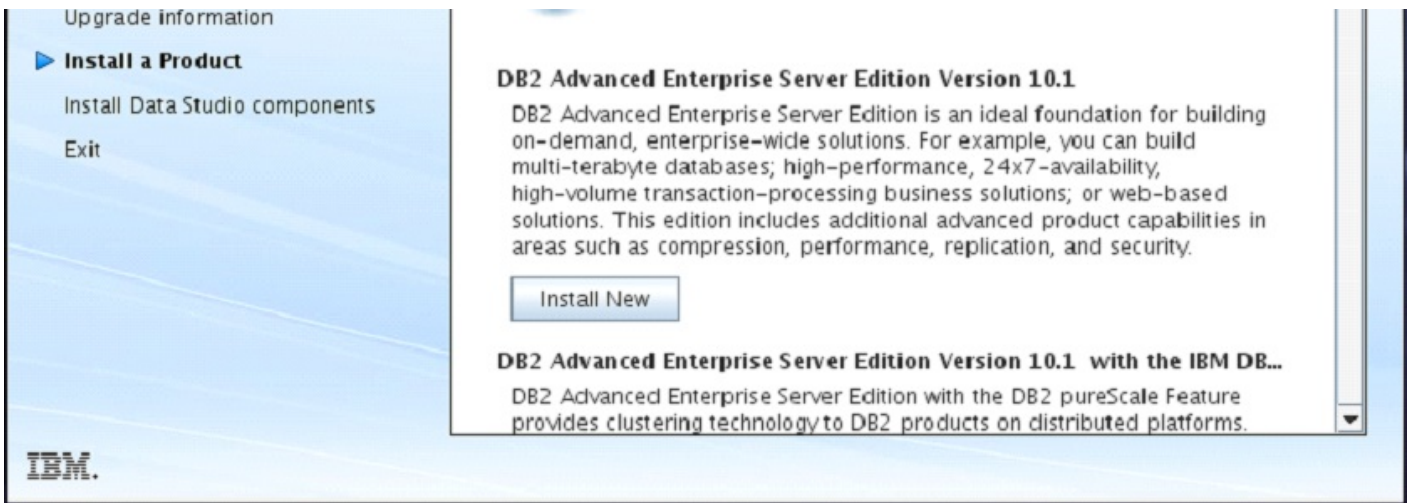 Upgrade information
Install a Product
Install Data Studio components
Exit
DB2 Advanced Enterprise Server Edition Version 10.1
DB2 Advanced Enterprise Server Edition is an ideal foundation for building
on-demand, enterprise-wide solutions. For example, you can build
multi-terabyte databases; high-performance, 24x7-availability,
high-volume transaction-processing business solutions; or web-based
solutions. This edition includes additional advanced product capabilities in
areas such as compression, performance, replication, and security.
Install New
DB2 Advanced Enterprise Server Edition Version 10.1 with the IBM DB...
DB2 Advanced Enterprise Server Edition with the DB2 pureScale Feature
provides clustering technology to DB2 products on distributed platforms.
IBM.